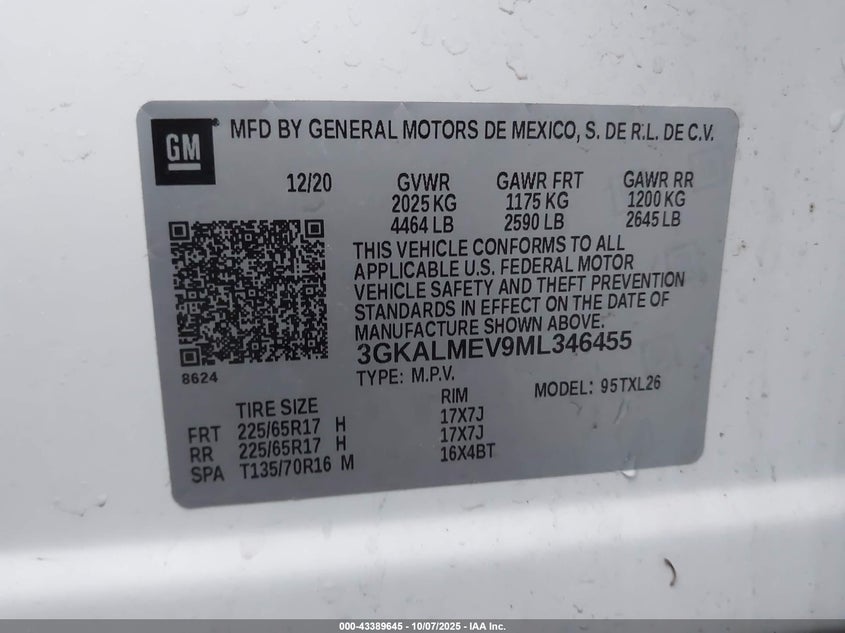 GM
MFD BY GENERAL MOTORS DE MEXICO, S. DE R.L. DE C.V.
12/20 GVWR GAWR FRT GAWR RR
2025 KG 1175 KG 1200 KG
4464 LB 2590 LB 2645 LB
THIS VEHICLE CONFORMS TO ALL
APPLICABLE U.S. FEDERAL MOTOR
VEHICLE SAFETY AND THEFT PREVENTION
STANDARDS IN EFFECT ON THE DATE OF
MANUFACTURE SHOWN ABOVE.
3GKALMEV9ML346455
8624
TYPE: M.P.V. MODEL: 95TXL26
TIRE SIZE RIM
FRT 225/65R17 H 17X7J
RR 225/65R17 H 17X7J
SPA T135/70R16 M 16X4BT
000-43389645 - 10/07/2025 - IAA Inc.